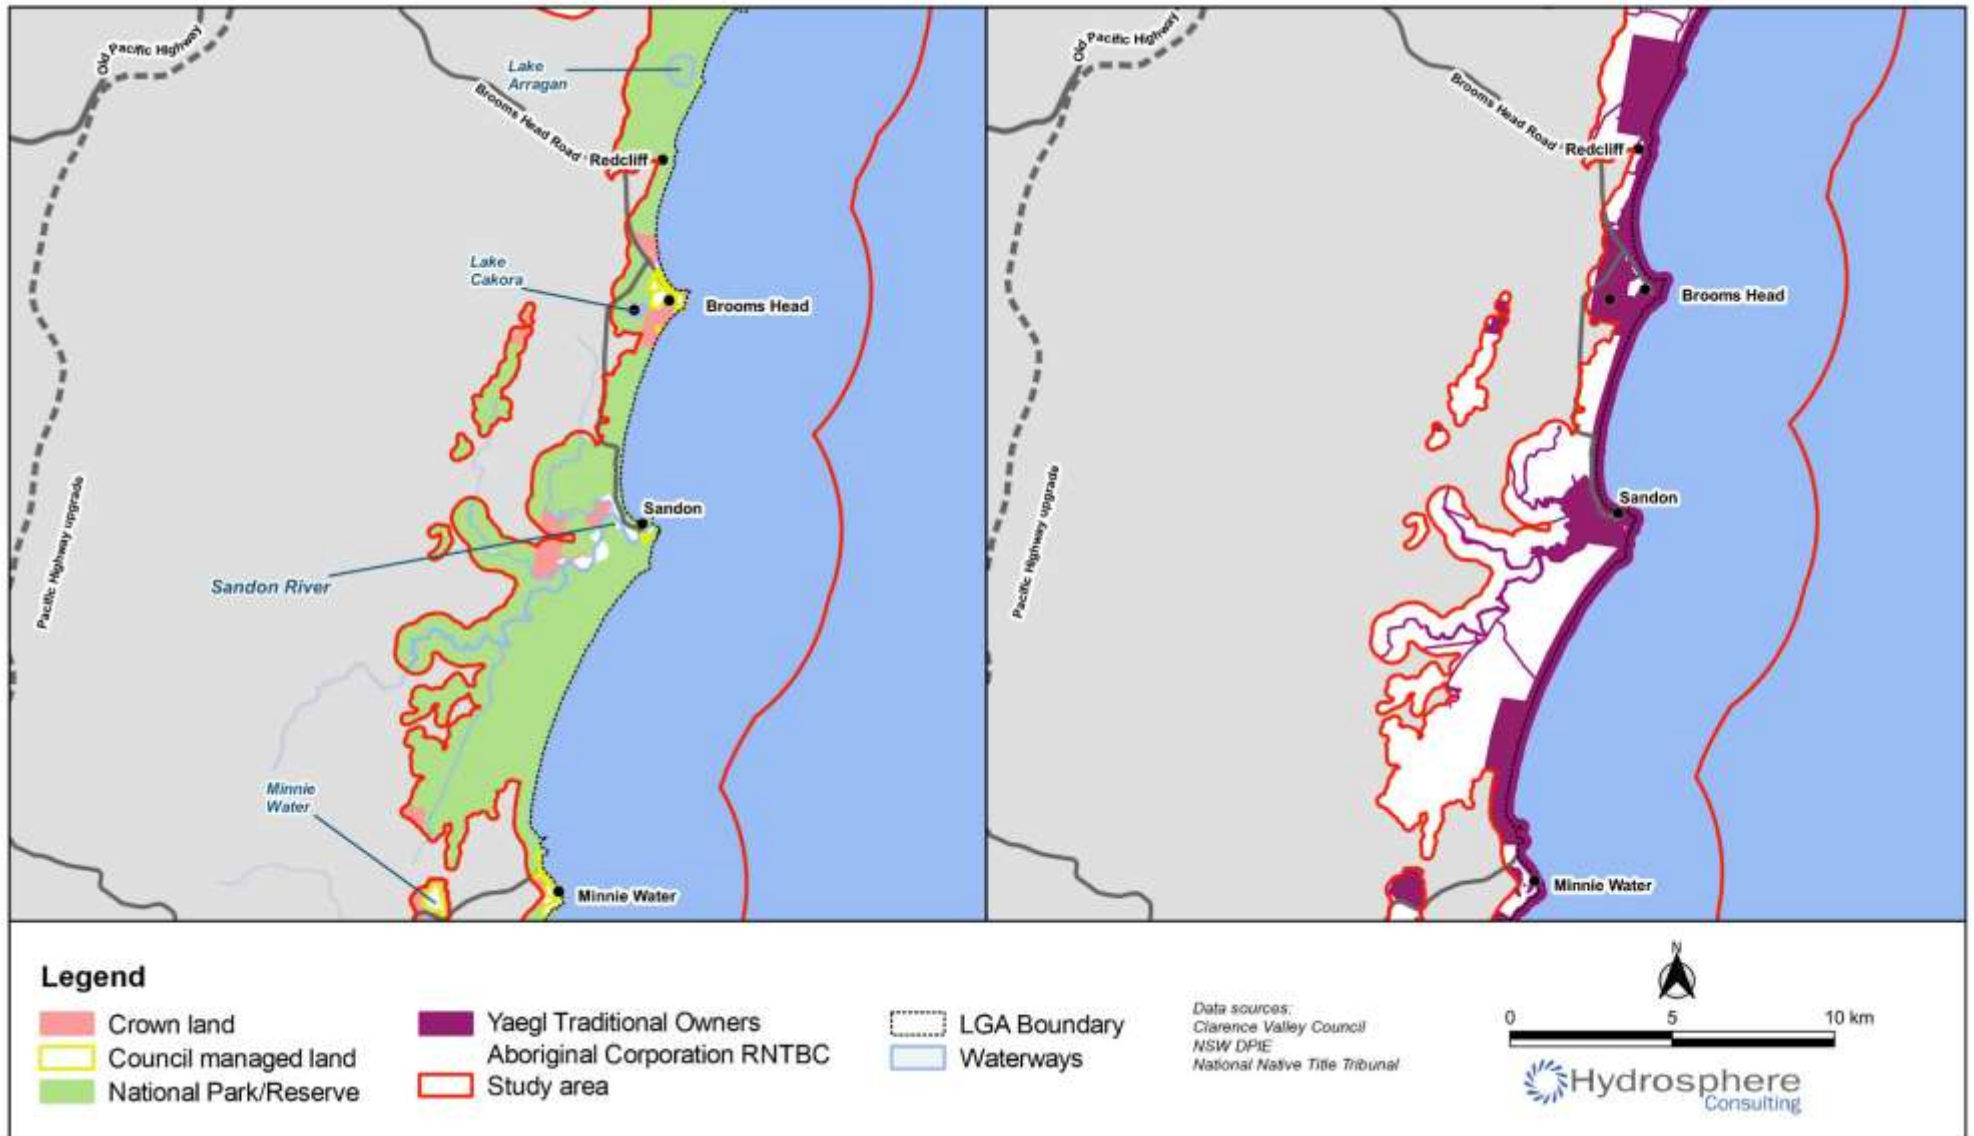 Old Pacific Highway
Lake
Arragan
Brooms Head Road
Redcliff
Lake
Cakora
Brooms Head
Sandon
Sandon River
Pacific Highway upgrade
Minnie
Water
Minnie Water
Old Pacific Highway
Brooms Head Road
Redcliff
Brooms Head
Sandon
Pacific Highway upgrade
Minnie Water
Legend
Crown land
Council managed land
National Park/Reserve
Yaegl Traditional Owners
Aboriginal Corporation RNTBC
Study area
LGA Boundary
Waterways
Data sources:
Clarence Valley Council
NSW DPIE
National Native Title Tribunal
N
0 5 10 km
Hydrosphere
Consulting